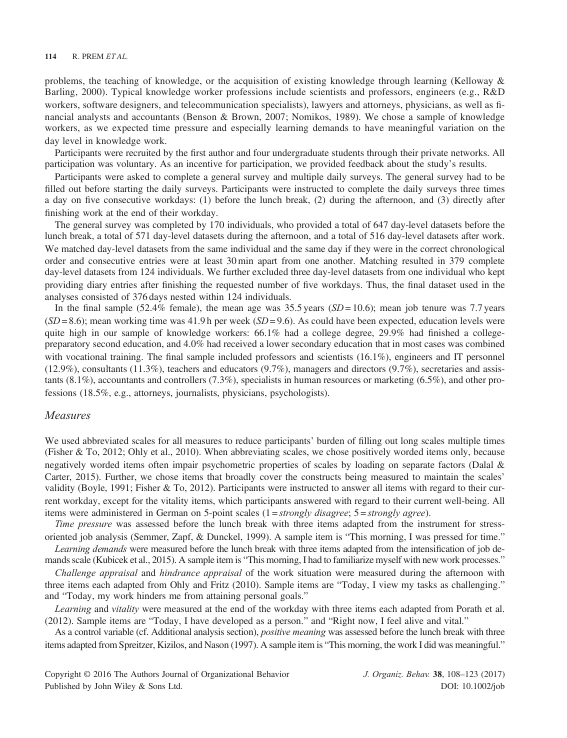 114 R. PREM ET AL.
problems, the teaching of knowledge, or the acquisition of existing knowledge through learning (Kelloway &
Barling, 2000). Typical knowledge worker professions include scientists and professors, engineers (e.g., R&D
workers, software designers, and telecommunication specialists), lawyers and attorneys, physicians, as well as fi-
nancial analysts and accountants (Benson & Brown, 2007; Nomikos, 1989). We chose a sample of knowledge
workers, as we expected time pressure and especially learning demands to have meaningful variation on the
day level in knowledge work.
Participants were recruited by the first author and four undergraduate students through their private networks. All
participation was voluntary. As an incentive for participation, we provided feedback about the study's results.
Participants were asked to complete a general survey and multiple daily surveys. The general survey had to be
filled out before starting the daily surveys. Participants were instructed to complete the daily surveys three times
a day on five consecutive workdays: (1) before the lunch break, (2) during the afternoon, and (3) directly after
finishing work at the end of their workday.
The general survey was completed by 170 individuals, who provided a total of 647 day-level datasets before the
lunch break, a total of 571 day-level datasets during the afternoon, and a total of 516 day-level datasets after work.
We matched day-level datasets from the same individual and the same day if they were in the correct chronological
order and consecutive entries were at least 30 min apart from one another. Matching resulted in 379 complete
day-level datasets from 124 individuals. We further excluded three day-level datasets from one individual who kept
providing diary entries after finishing the requested number of five workdays. Thus, the final dataset used in the
analyses consisted of 376 days nested within 124 individuals.
In the final sample (52.4% female), the mean age was 35.5 years (SD = 10.6); mean job tenure was 7.7 years
(SD = 8.6); mean working time was 41.9 h per week (SD = 9.6). As could have been expected, education levels were
quite high in our sample of knowledge workers: 66.1% had a college degree, 29.9% had finished a college-
preparatory second education, and 4.0% had received a lower secondary education that in most cases was combined
with vocational training. The final sample included professors and scientists (16.1%), engineers and IT personnel
(12.9%), consultants (11.3%), teachers and educators (9.7%), managers and directors (9.7%), secretaries and assis-
tants (8.1%), accountants and controllers (7.3%), specialists in human resources or marketing (6.5%), and other pro-
fessions (18.5%, e.g., attorneys, journalists, physicians, psychologists).
Measures
We used abbreviated scales for all measures to reduce participants' burden of filling out long scales multiple times
(Fisher & To, 2012; Ohly et al., 2010). When abbreviating scales, we chose positively worded items only, because
negatively worded items often impair psychometric properties of scales by loading on separate factors (Dalal &
Carter, 2015). Further, we chose items that broadly cover the constructs being measured to maintain the scales'
validity (Boyle, 1991; Fisher & To, 2012). Participants were instructed to answer all items with regard to their cur-
rent workday, except for the vitality items, which participants answered with regard to their current well-being. All
items were administered in German on 5-point scales (1 = strongly disagree; 5 = strongly agree).
Time pressure was assessed before the lunch break with three items adapted from the instrument for stress-
oriented job analysis (Semmer, Zapf, & Dunckel, 1999). A sample item is "This morning, I was pressed for time."
Learning demands were measured before the lunch break with three items adapted from the intensification of job de-
mands scale (Kubicek et al., 2015). A sample item is "This morning, I had to familiarize myself with new work processes."
Challenge appraisal and hindrance appraisal of the work situation were measured during the afternoon with
three items each adapted from Ohly and Fritz (2010). Sample items are "Today, I view my tasks as challenging."
and "Today, my work hinders me from attaining personal goals."
Learning and vitality were measured at the end of the workday with three items each adapted from Porath et al.
(2012). Sample items are "Today, I have developed as a person." and "Right now, I feel alive and vital."
As a control variable (cf. Additional analysis section), positive meaning was assessed before the lunch break with three
items adapted from Spreitzer, Kizilos, and Nason (1997). A sample item is "This morning, the work I did was meaningful."
Copyright © 2016 The Authors Journal of Organizational Behavior
Published by John Wiley & Sons Ltd.
J. Organiz. Behav. 38, 108–123 (2017)
DOI: 10.1002/job